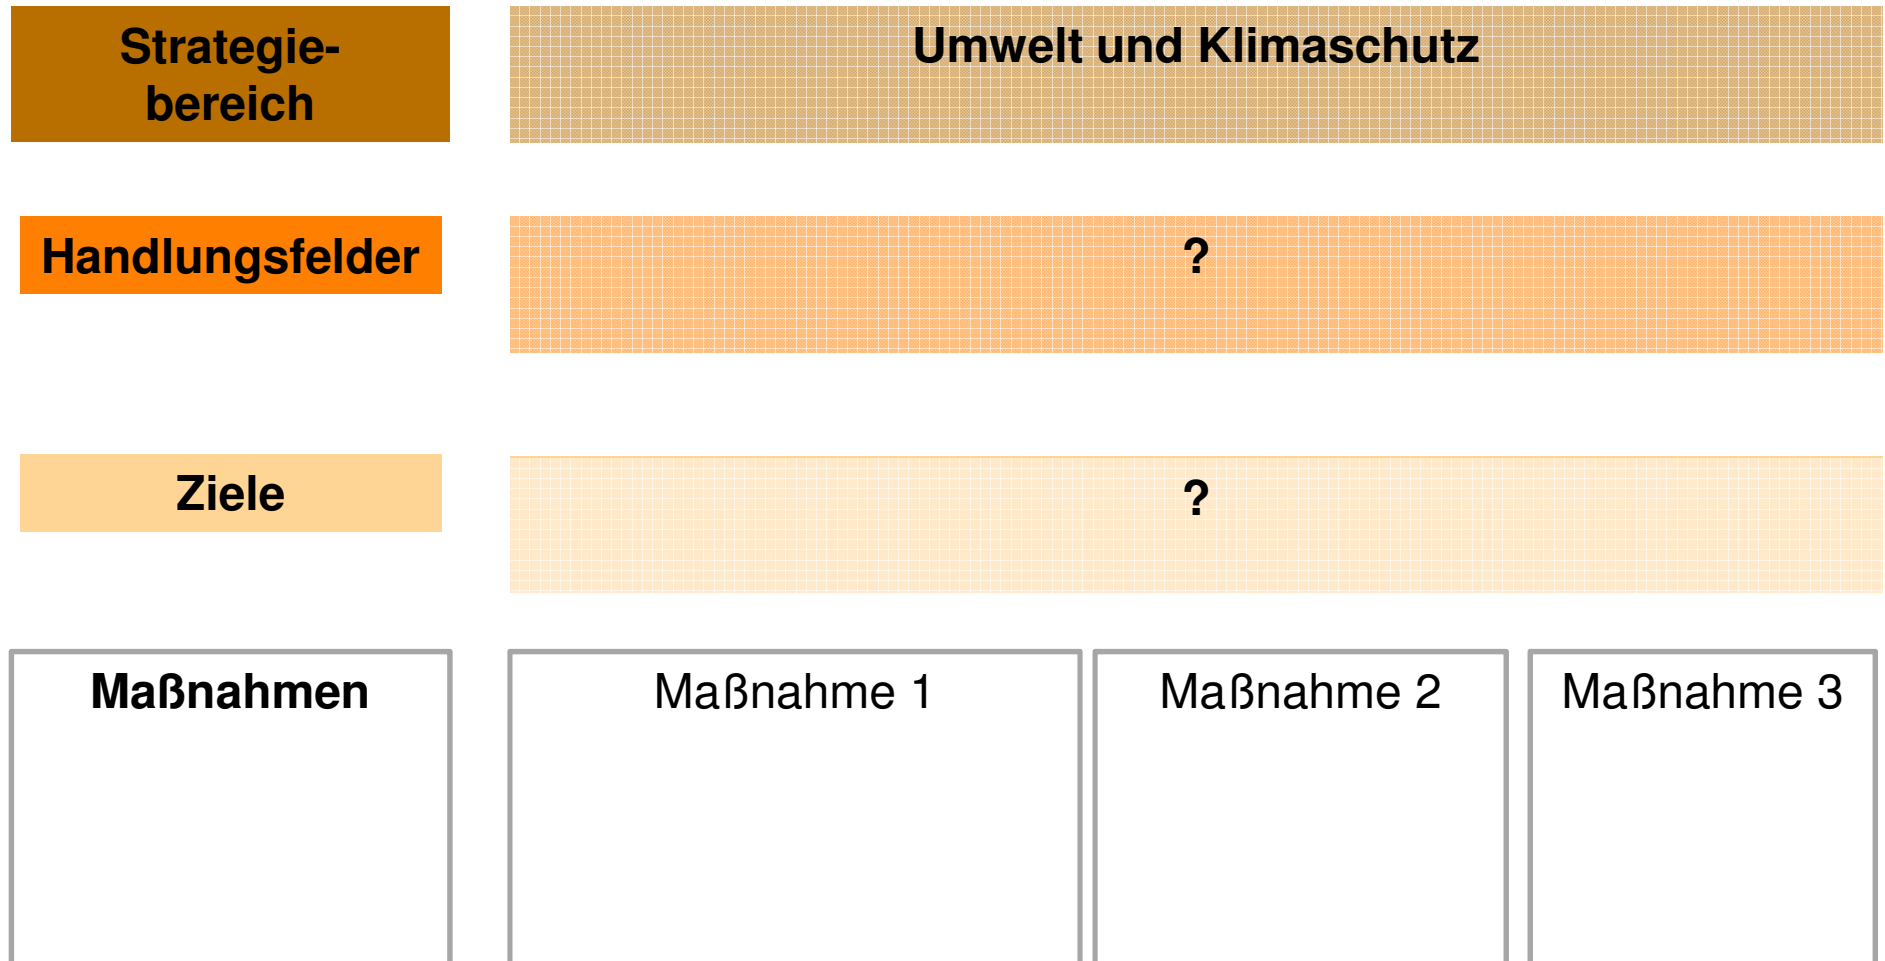 Strategie-
bereich
Umwelt und Klimaschutz
Handlungsfelder
?
Ziele
?
Maßnahmen
Maßnahme 1
Maßnahme 2
Maßnahme 3